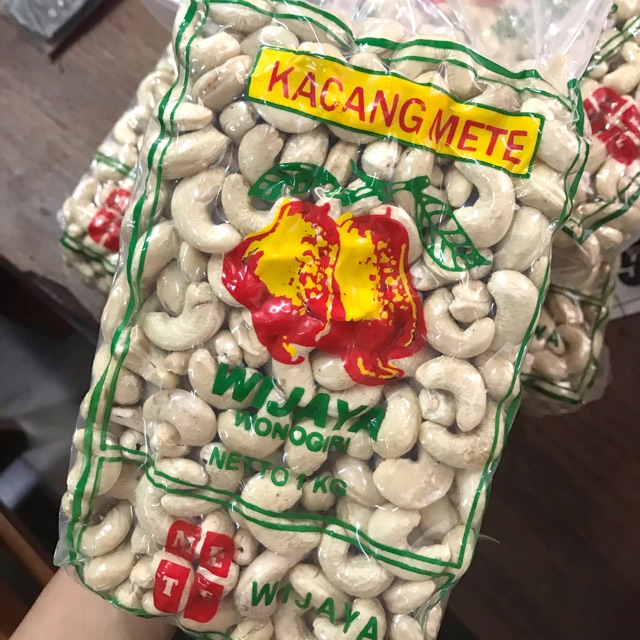 KACANG METE
WIJAYA
WONOGIRI
NETTO 1 KG
METE
WIJAYA